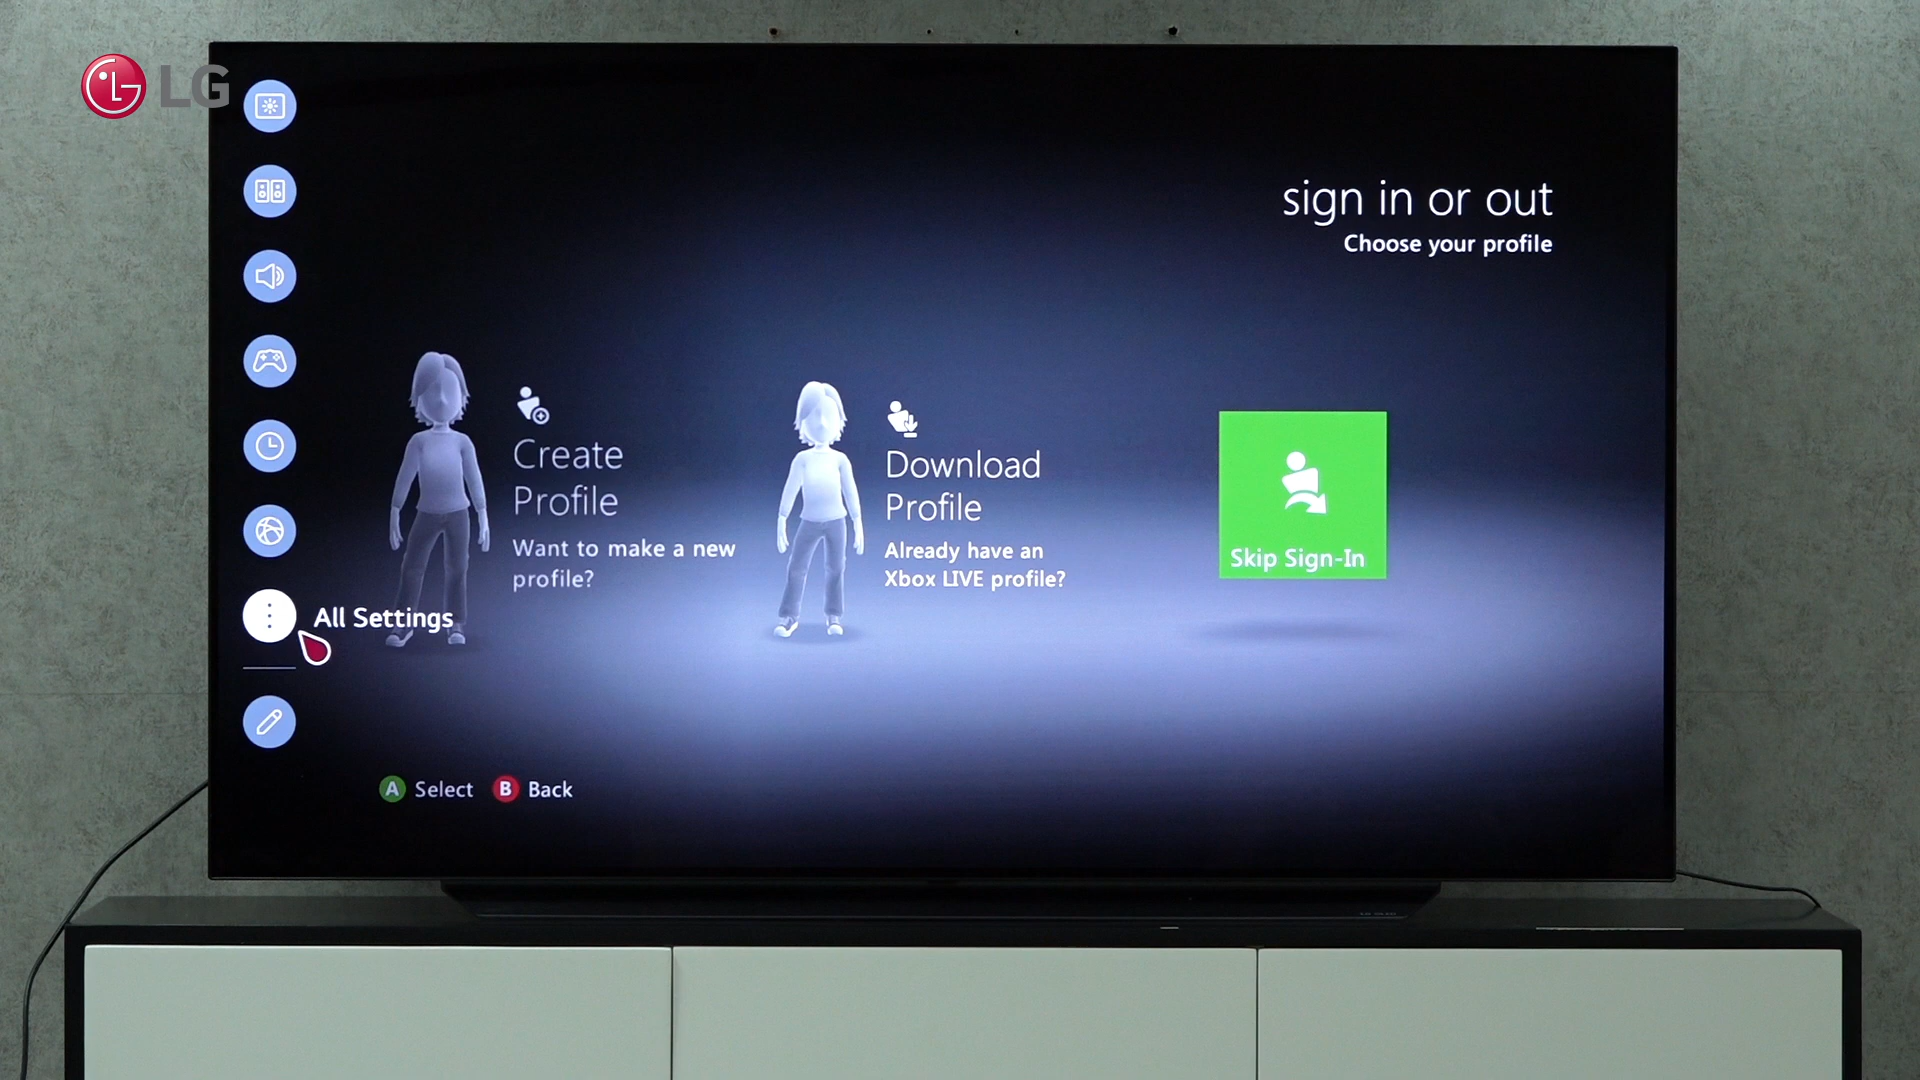 LG
sign in or out
Choose your profile
Create
Profile
Want to make a new
profile?
Download
Profile
Already have an
Xbox LIVE profile?
Skip Sign-In
All Settings
A Select B Back